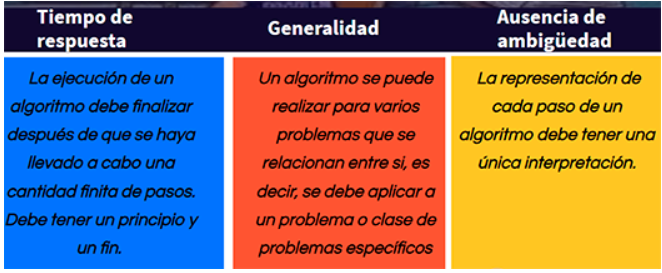 Tiempo de
respuesta
La ejecución de un
algoritmo debe finalizar
después de que se haya
llevado a cabo una
cantidad finita de pasos.
Debe tener un principio y
un fin.
Generalidad
Un algoritmo se puede
realizar para varios
problemas que se
relacionan entre si, es
decir, se debe aplicar a
un problema o clase de
problemas específicos
Ausencia de
ambigüedad
La representación de
cada paso de un
algoritmo debe tener una
única interpretación.